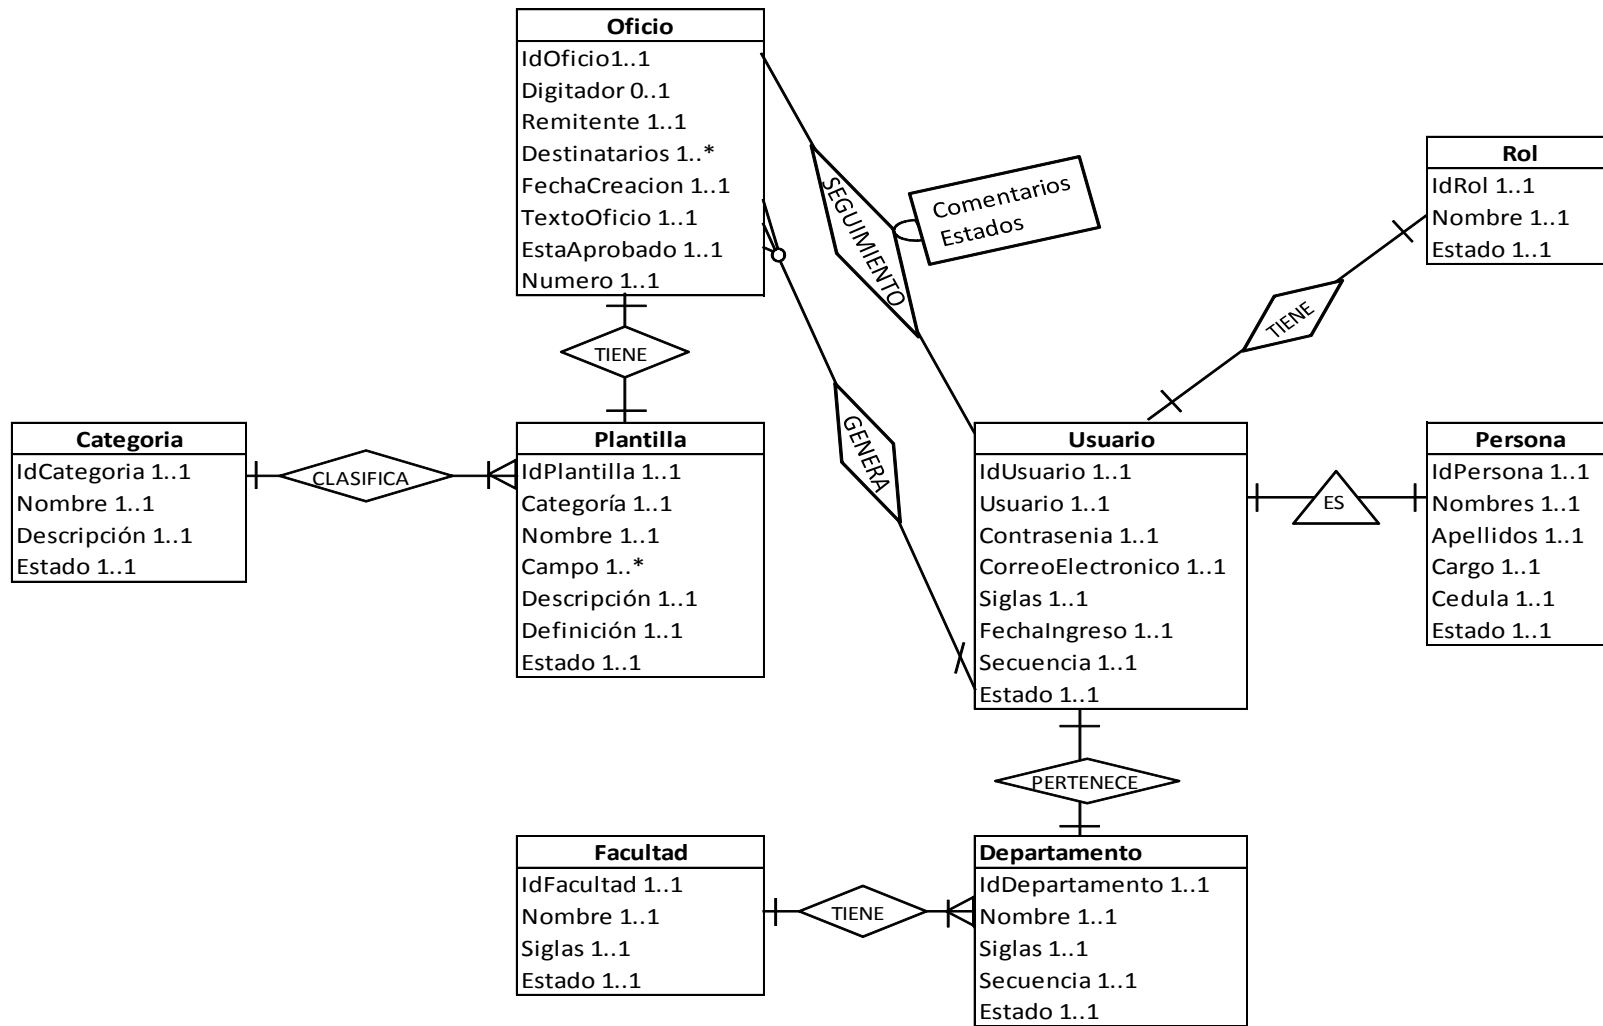 Oficio
IdOficio1..1
Digitador 0..1
Remitente 1..1
Destinatarios 1..*
FechaCreacion 1..1
TextoOficio 1..1
EstaAprobado 1..1
Numero 1..1
SEGUIMIENTO
Comentarios
Estados
Rol
IdRol 1..1
Nombre 1..1
Estado 1..1
TIENE
TIENE
GENERA
Categoria
IdCategoria 1..1
Nombre 1..1
Descripción 1..1
Estado 1..1
CLASIFICA
Plantilla
IdPlantilla 1..1
Categoría 1..1
Nombre 1..1
Campo 1..*
Descripción 1..1
Definición 1..1
Estado 1..1
Usuario
IdUsuario 1..1
Usuario 1..1
Contrasenia 1..1
CorreoElectronico 1..1
Siglas 1..1
FechaIngreso 1..1
Secuencia 1..1
Estado 1..1
ES
Persona
IdPersona 1..1
Nombres 1..1
Apellidos 1..1
Cargo 1..1
Cedula 1..1
Estado 1..1
PERTENECE
Facultad
IdFacultad 1..1
Nombre 1..1
Siglas 1..1
Estado 1..1
TIENE
Departamento
IdDepartamento 1..1
Nombre 1..1
Siglas 1..1
Secuencia 1..1
Estado 1..1